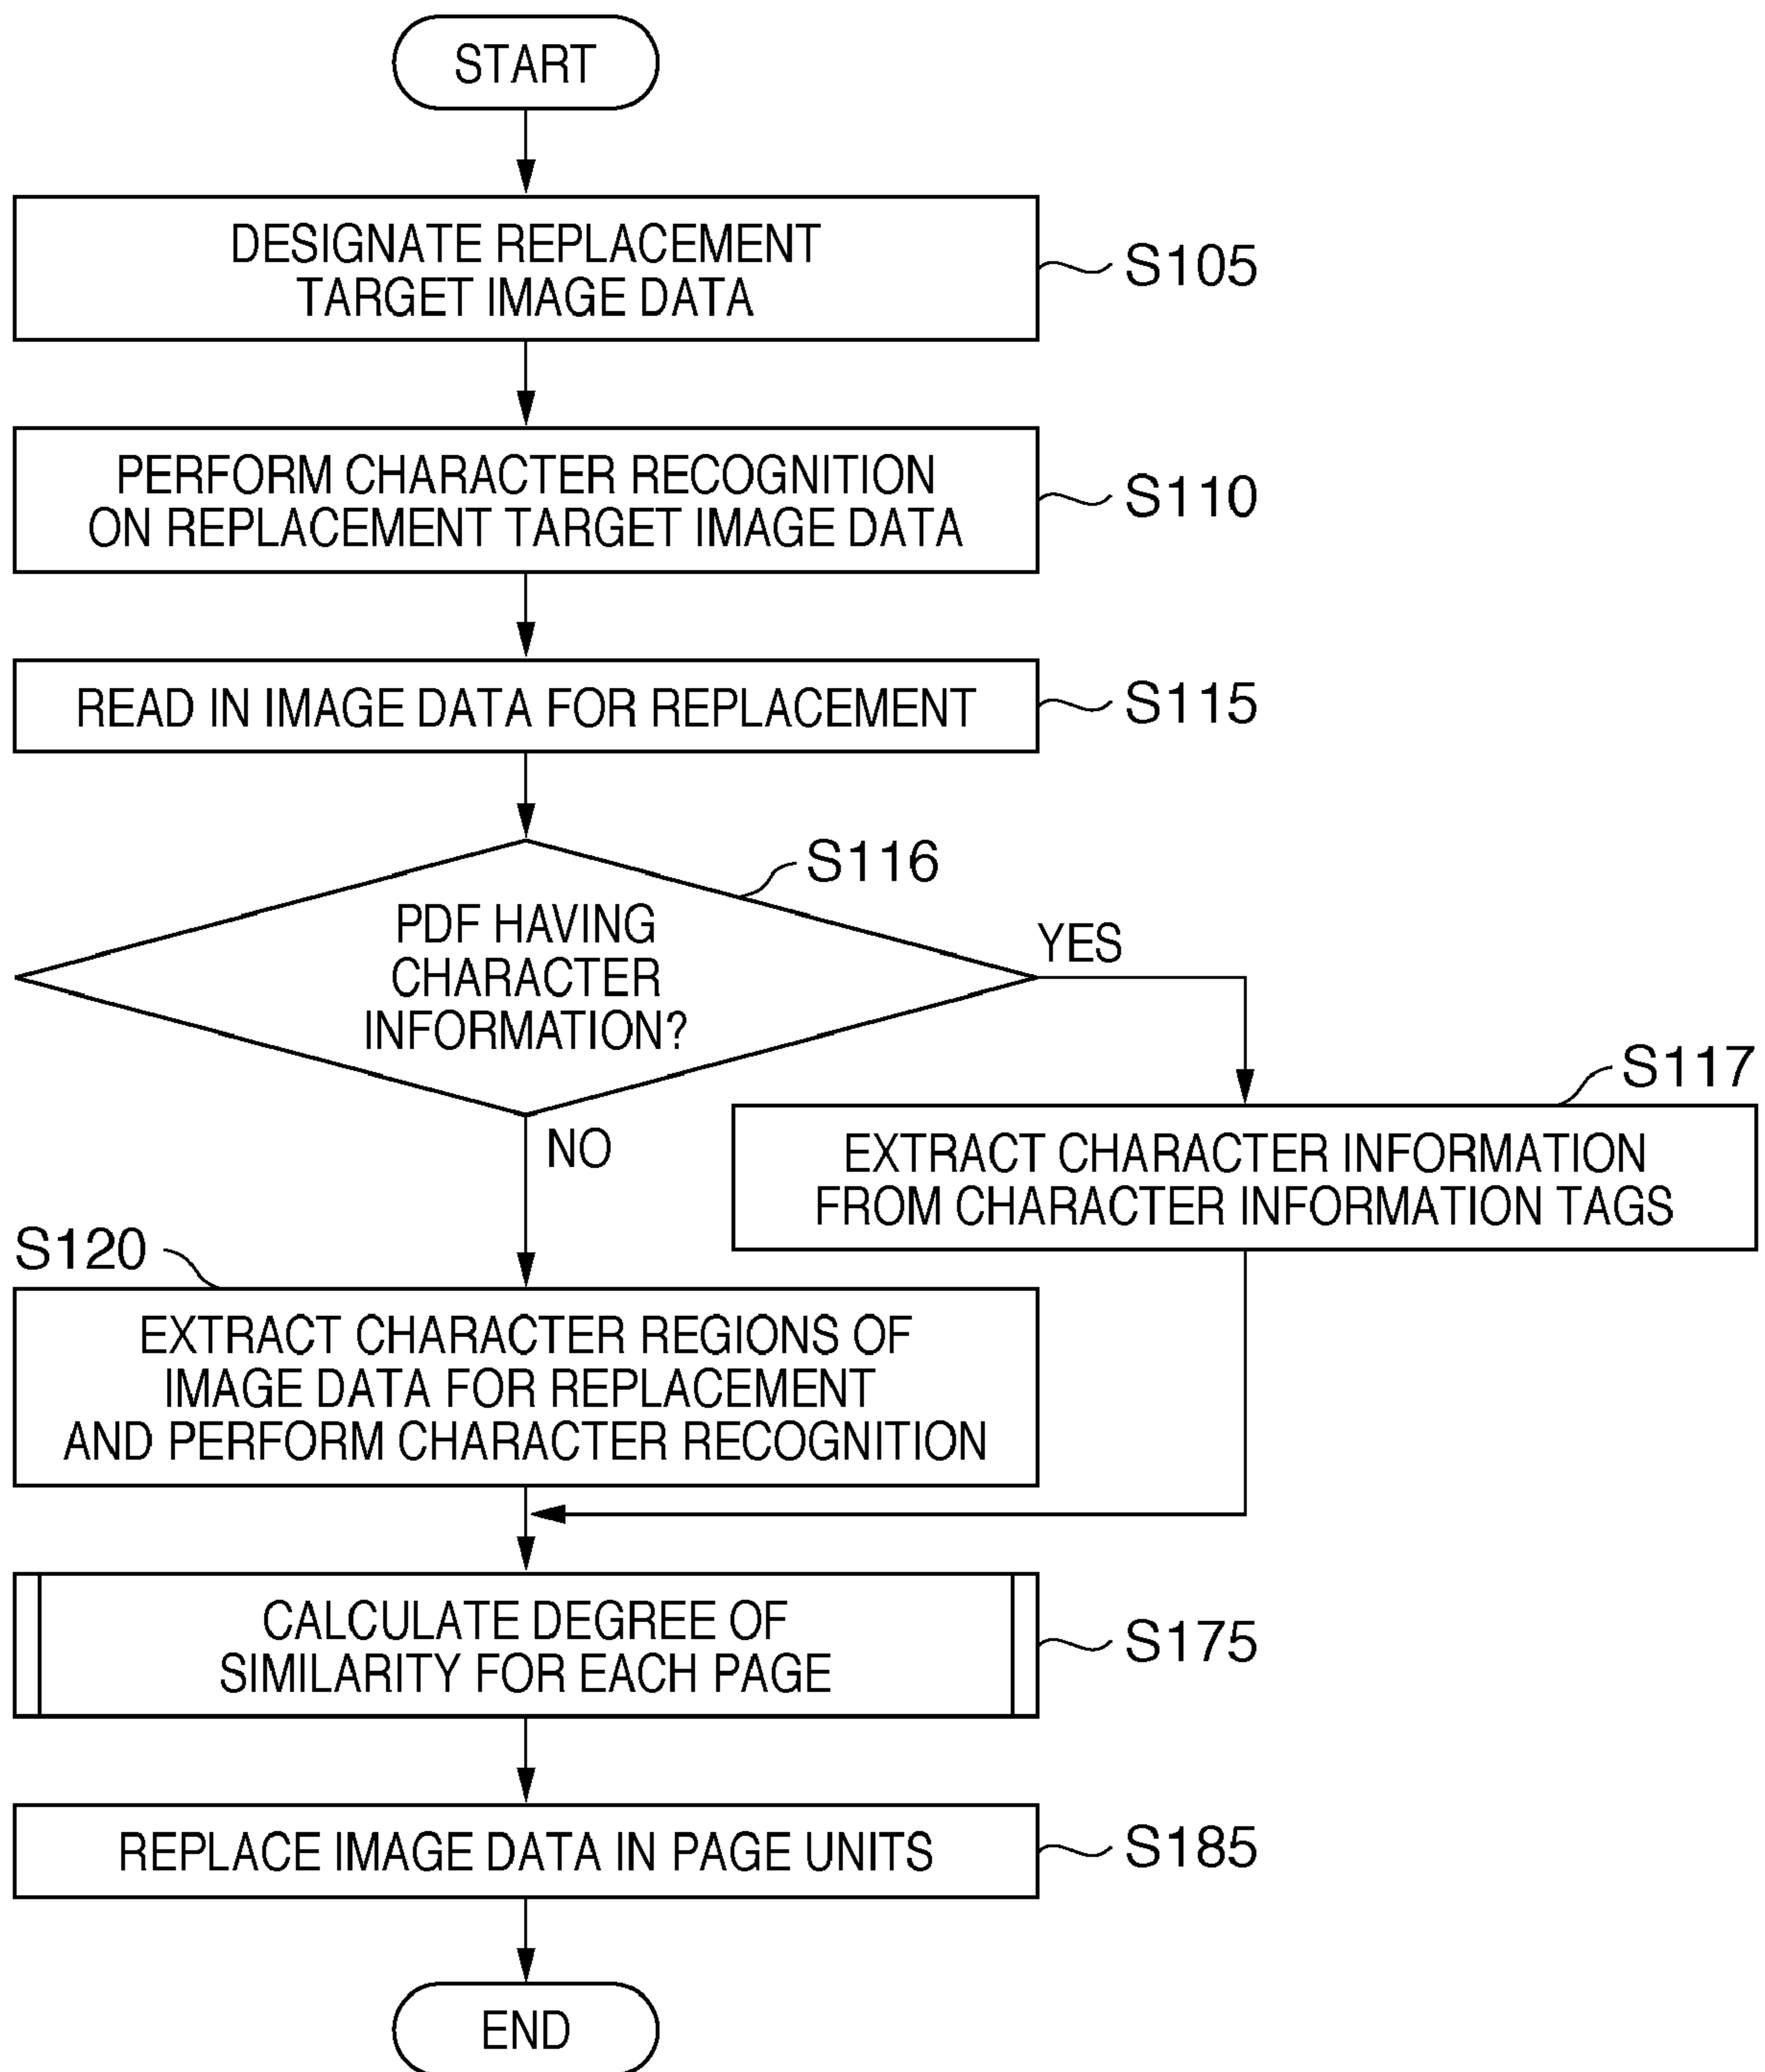 START
DESIGNATE REPLACEMENT
TARGET IMAGE DATA
S105
PERFORM CHARACTER RECOGNITION
ON REPLACEMENT TARGET IMAGE DATA
S110
READ IN IMAGE DATA FOR REPLACEMENT
S115
S116
PDF HAVING
CHARACTER
INFORMATION?
YES
NO
S117
EXTRACT CHARACTER INFORMATION
FROM CHARACTER INFORMATION TAGS
S120
EXTRACT CHARACTER REGIONS OF
IMAGE DATA FOR REPLACEMENT
AND PERFORM CHARACTER RECOGNITION
CALCULATE DEGREE OF
SIMILARITY FOR EACH PAGE
S175
REPLACE IMAGE DATA IN PAGE UNITS
S185
END